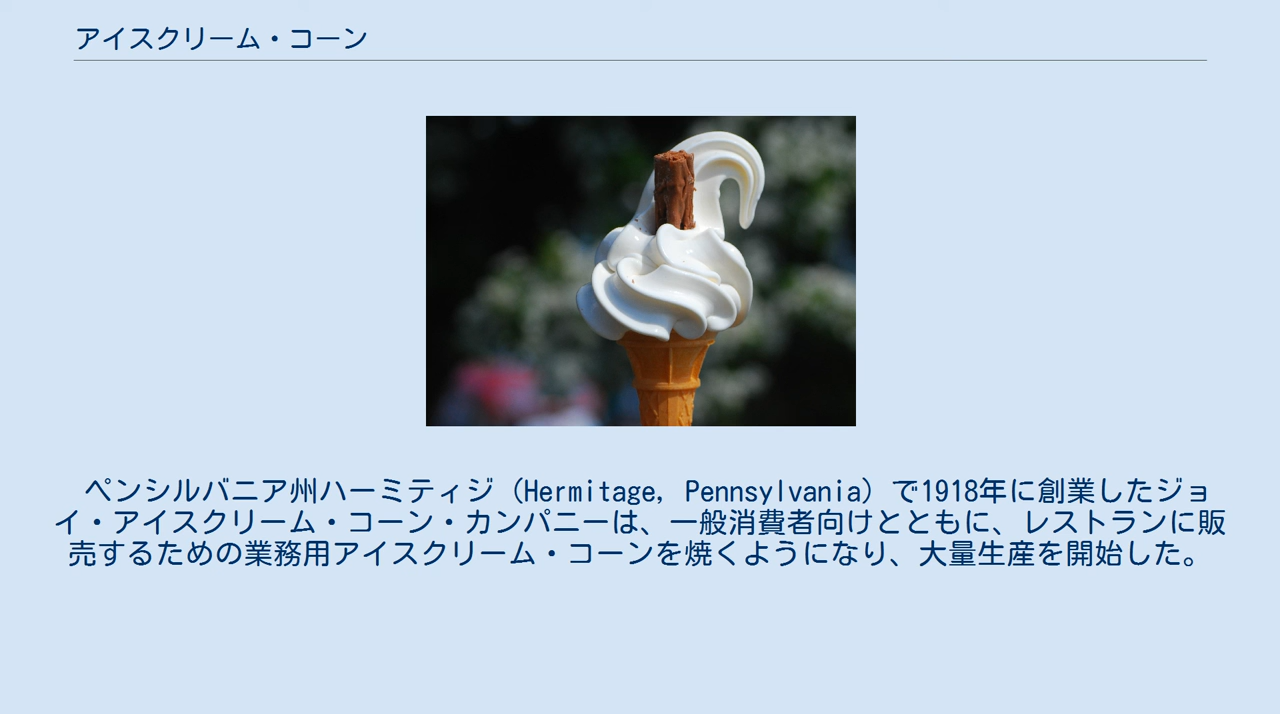 アイスクリーム・コーン
ペンシルバニア州ハーミティジ（Hermitage, Pennsylvania）で1918年に創業したジョ
イ・アイスクリーム・コーン・カンパニーは、一般消費者向けとともに、レストランに販
売するための業務用アイスクリーム・コーンを焼くようになり、大量生産を開始した。